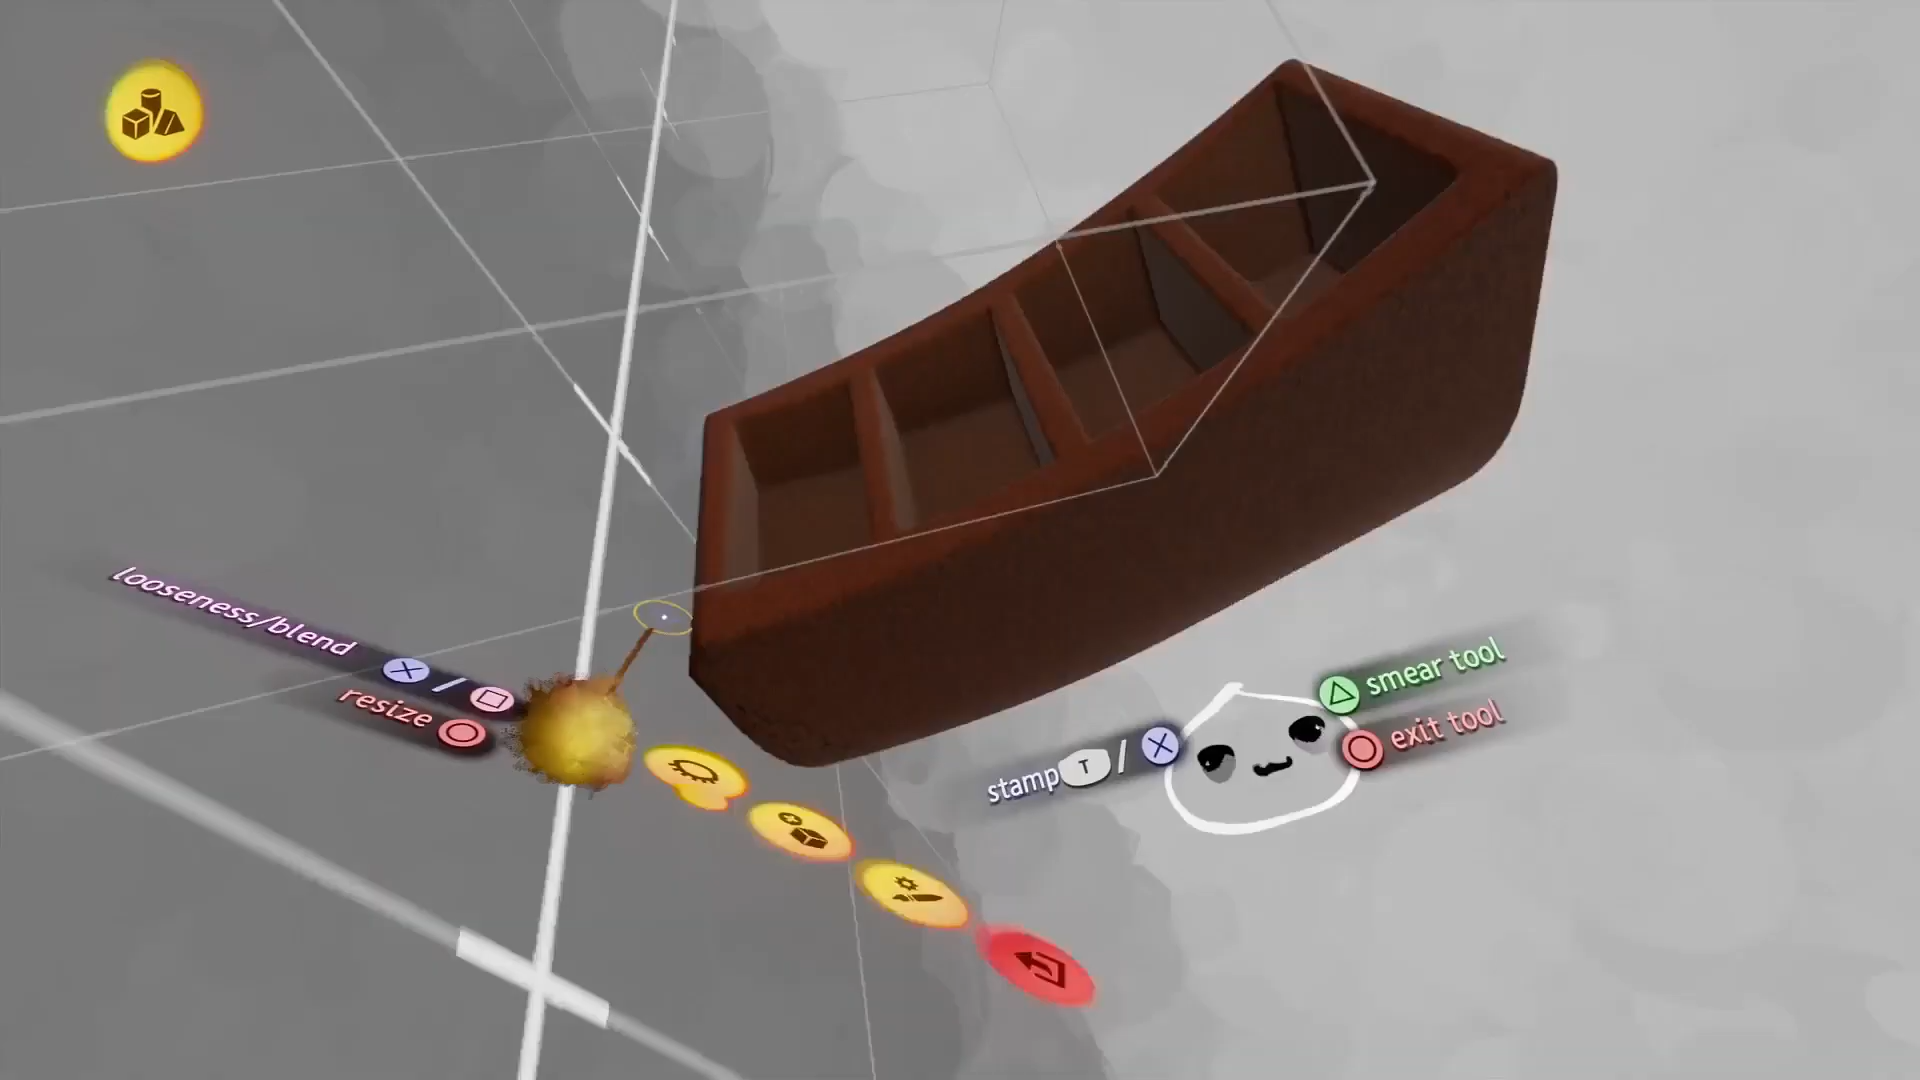 looseness/blend
resize
smear tool
exit tool
stamp T /